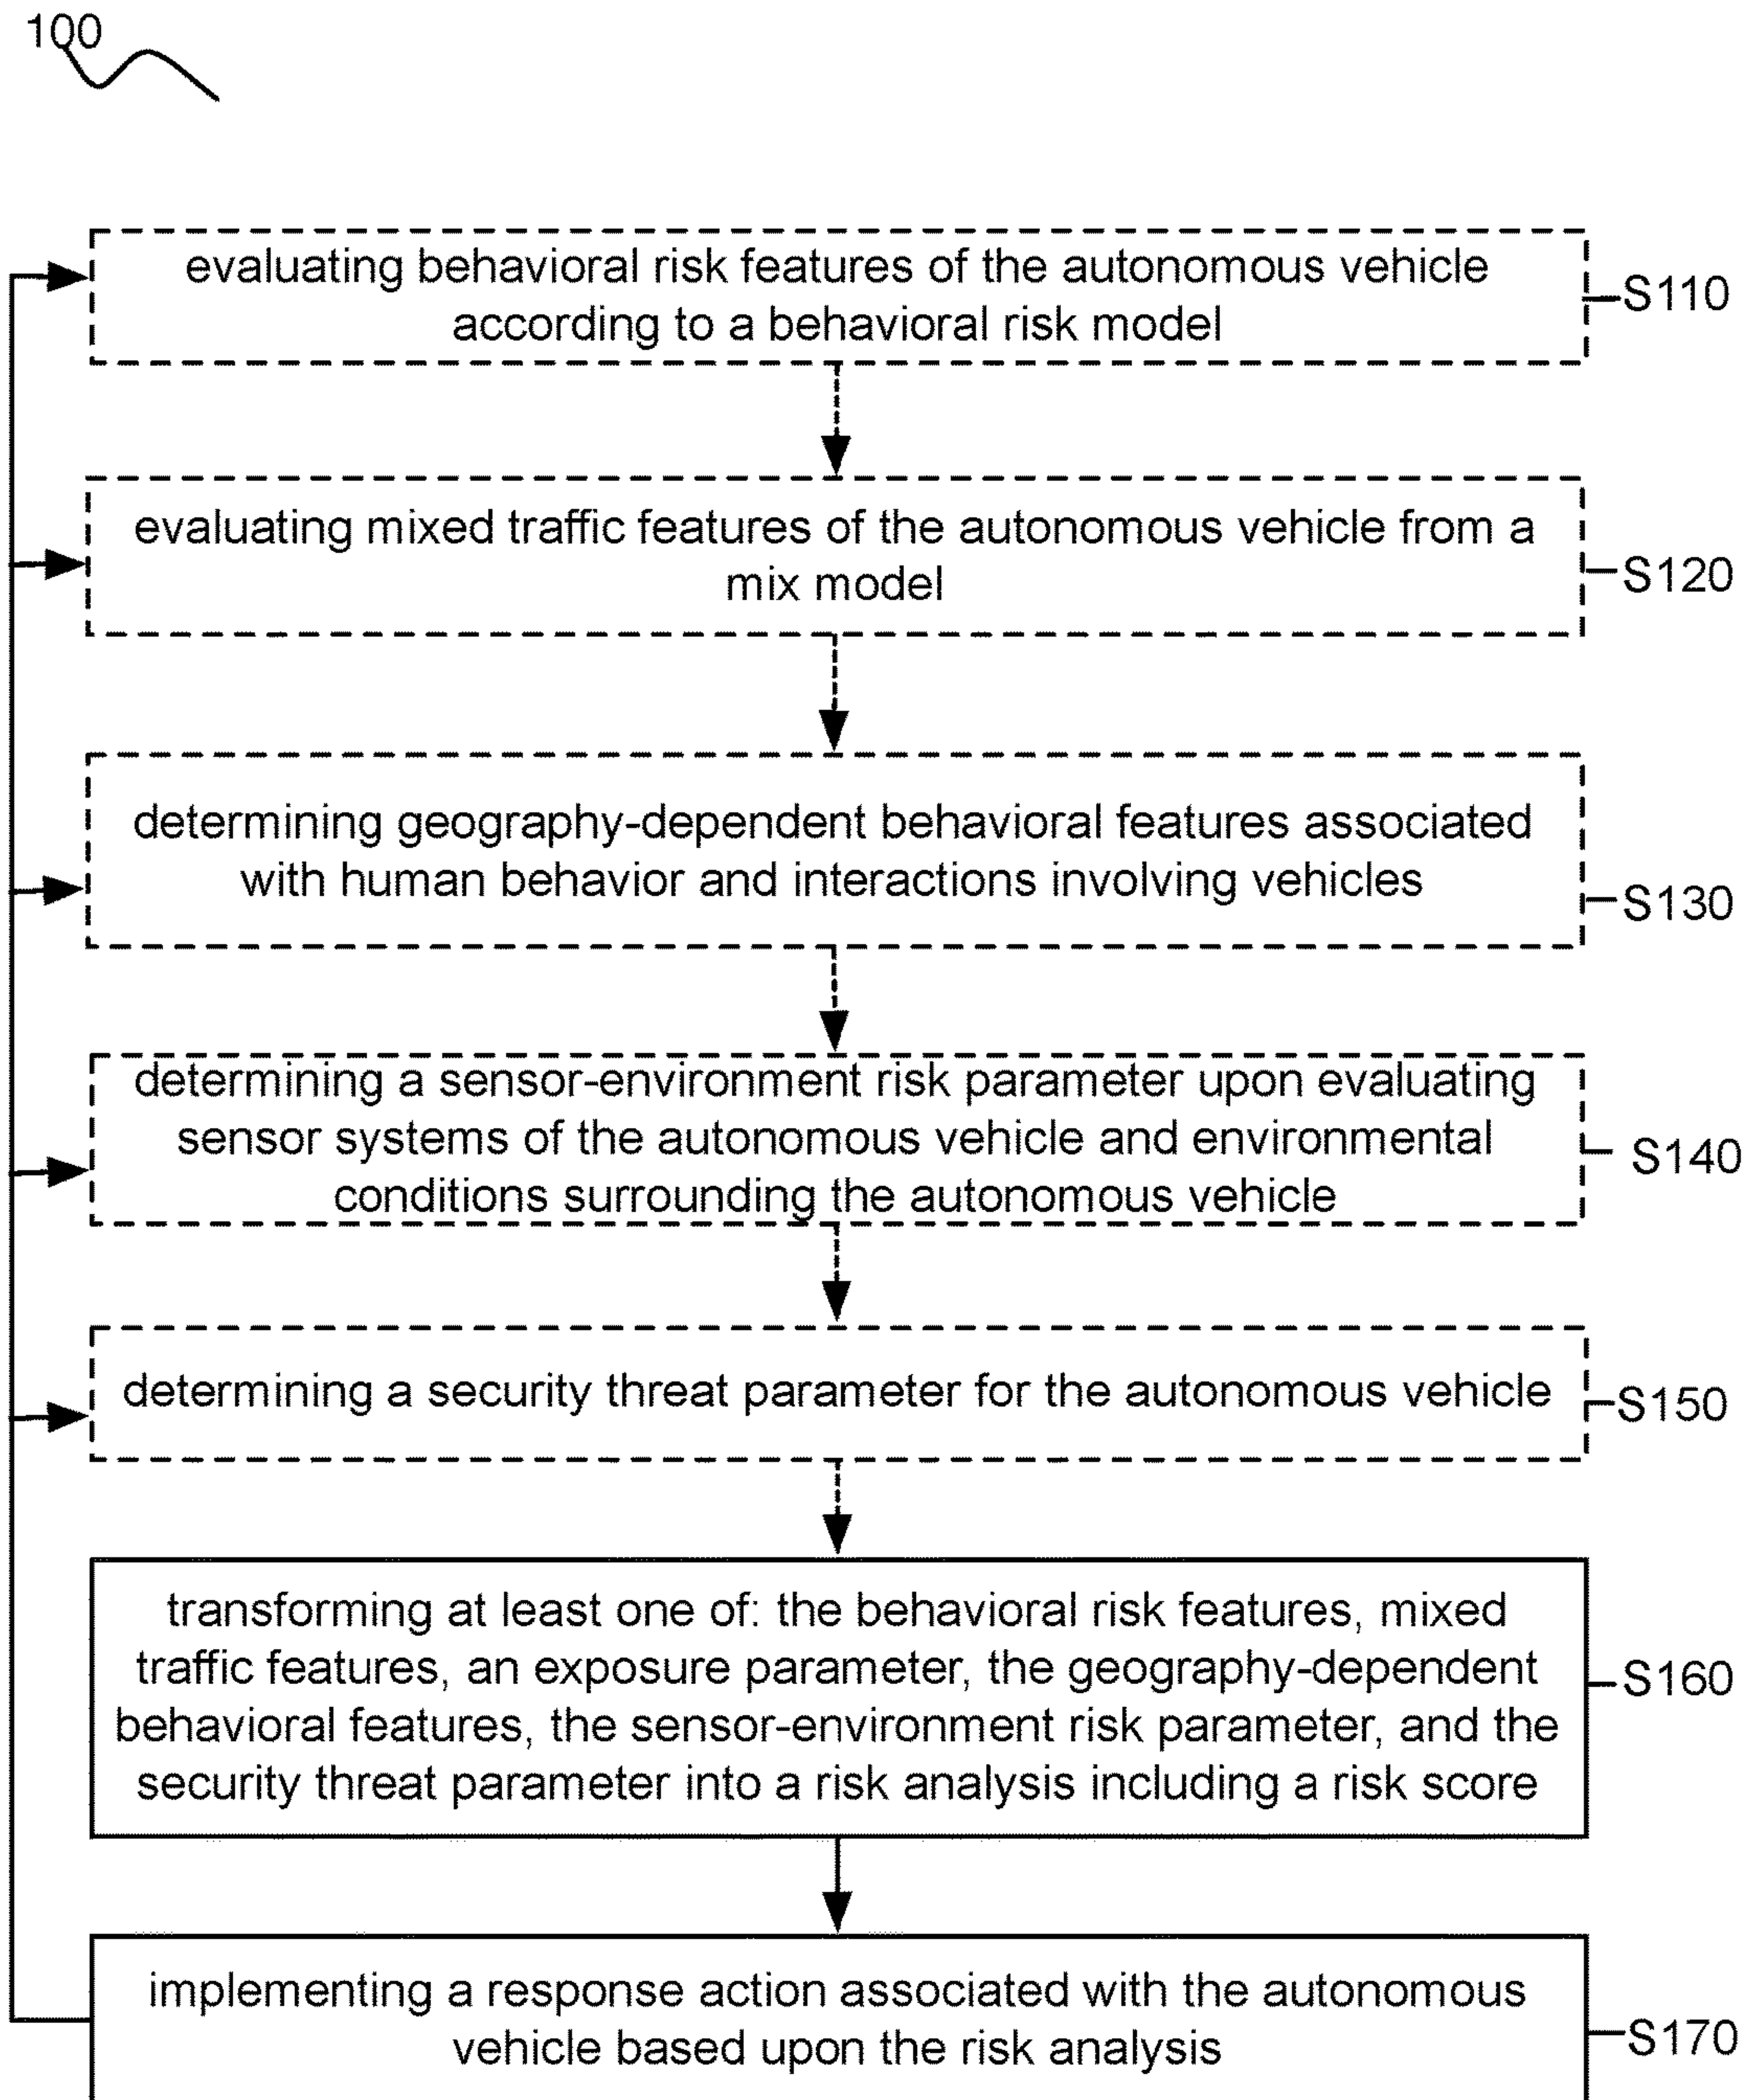 100
evaluating behavioral risk features of the autonomous vehicle
according to a behavioral risk model
S110
evaluating mixed traffic features of the autonomous vehicle from a
mix model
S120
determining geography-dependent behavioral features associated
with human behavior and interactions involving vehicles
S130
determining a sensor-environment risk parameter upon evaluating
sensor systems of the autonomous vehicle and environmental
conditions surrounding the autonomous vehicle
S140
determining a security threat parameter for the autonomous vehicle
S150
transforming at least one of: the behavioral risk features, mixed
traffic features, an exposure parameter, the geography-dependent
behavioral features, the sensor-environment risk parameter, and the
security threat parameter into a risk analysis including a risk score
S160
implementing a response action associated with the autonomous
vehicle based upon the risk analysis
S170